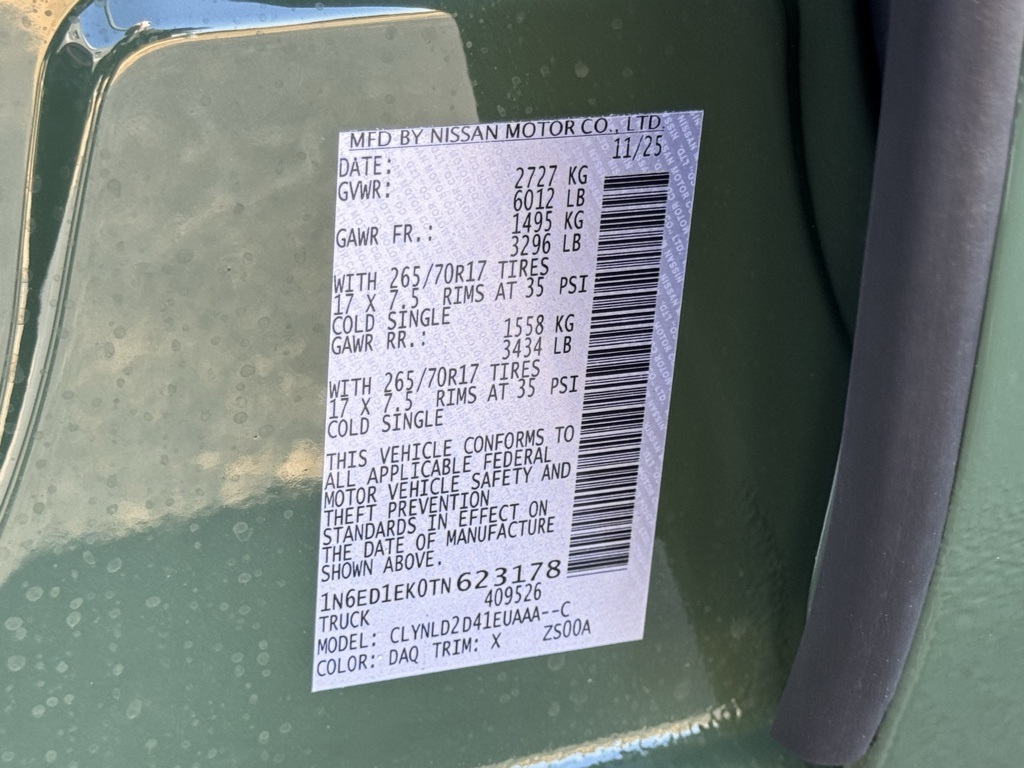 MFD BY NISSAN MOTOR CO., LTD.
DATE: 11/25
GVWR: 2727 KG
6012 LB
GAWR FR.: 1495 KG
3296 LB
WITH 265/70R17 TIRES
17 X 7.5 RIMS AT 35 PSI
COLD SINGLE
GAWR RR.: 1558 KG
3434 LB
WITH 265/70R17 TIRES
17 X 7.5 RIMS AT 35 PSI
COLD SINGLE
THIS VEHICLE CONFORMS TO
ALL APPLICABLE FEDERAL
MOTOR VEHICLE SAFETY AND
THEFT PREVENTION
STANDARDS IN EFFECT ON
THE DATE OF MANUFACTURE
SHOWN ABOVE.
1N6ED1EK0TN623178
TRUCK 409526
MODEL: CLYNLD2D41EUAAA--C
COLOR: DAQ TRIM: X ZS00A